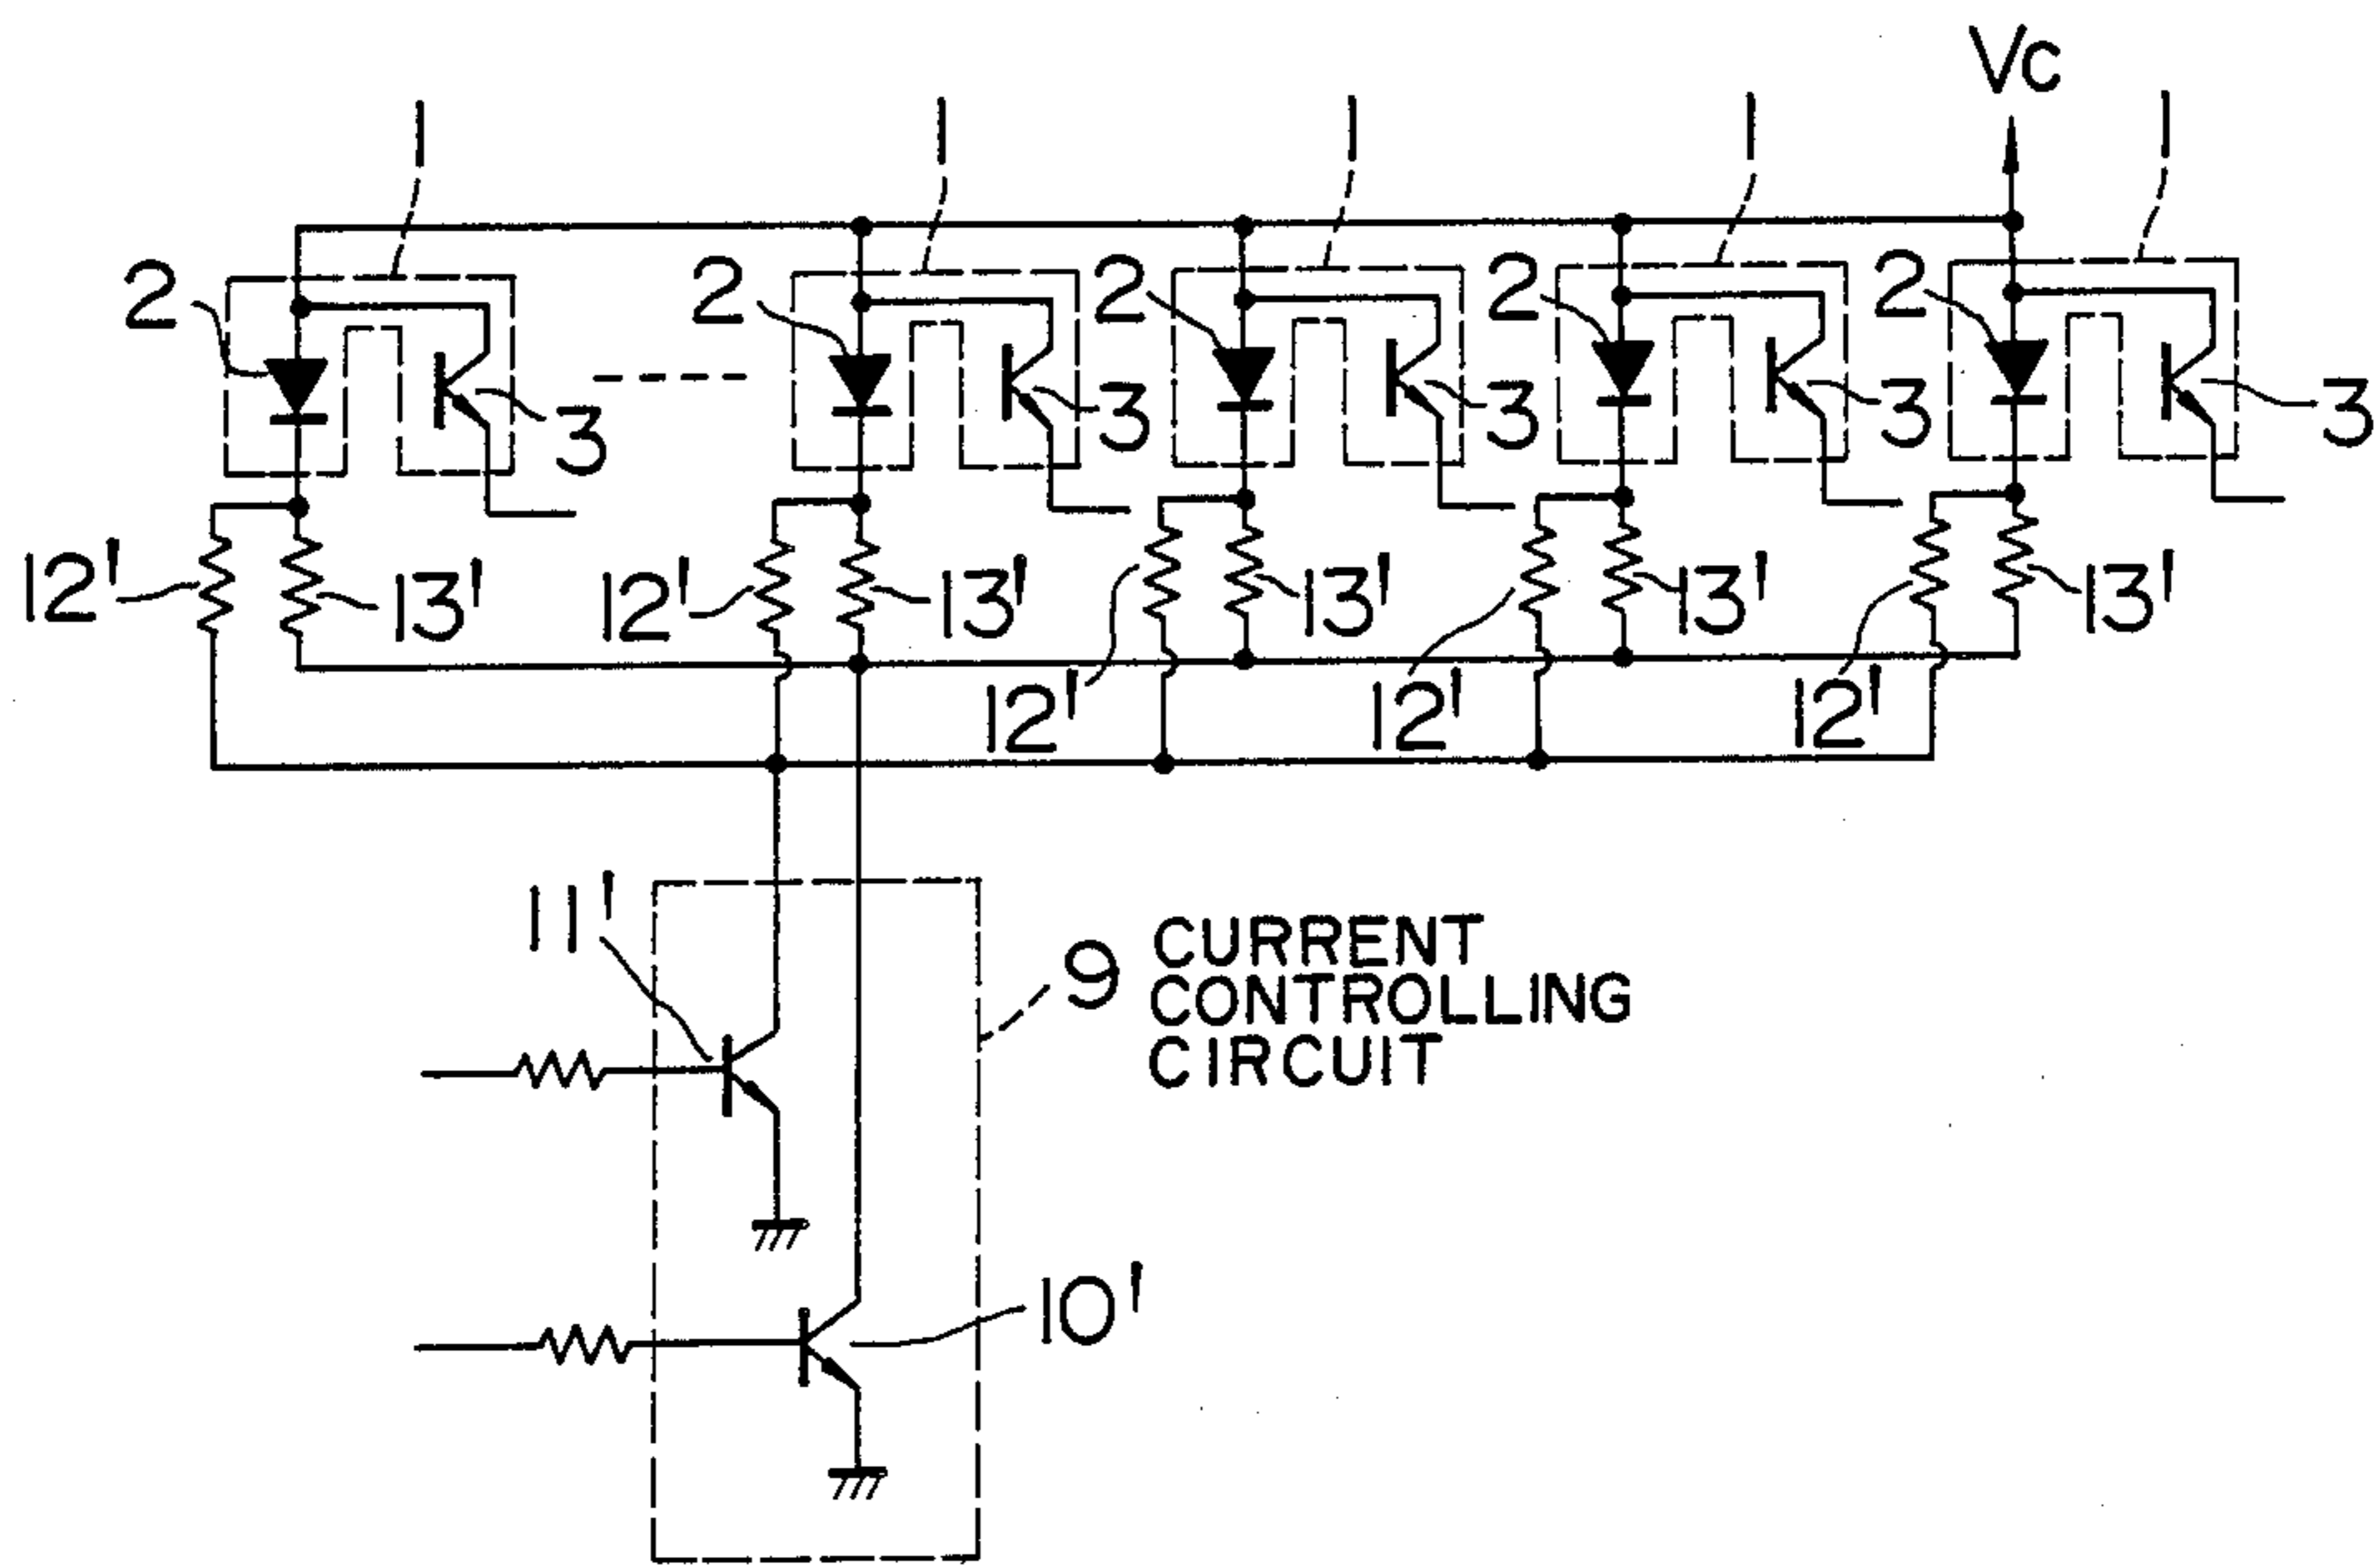 Vc
1 1 1 1 1
2 2 2 2 2
3 3 3 3 3
12' 13' 12' 13' 13' 13' 13'
12' 12' 12'
11'
9 CURRENT
CONTROLLING
CIRCUIT
10'